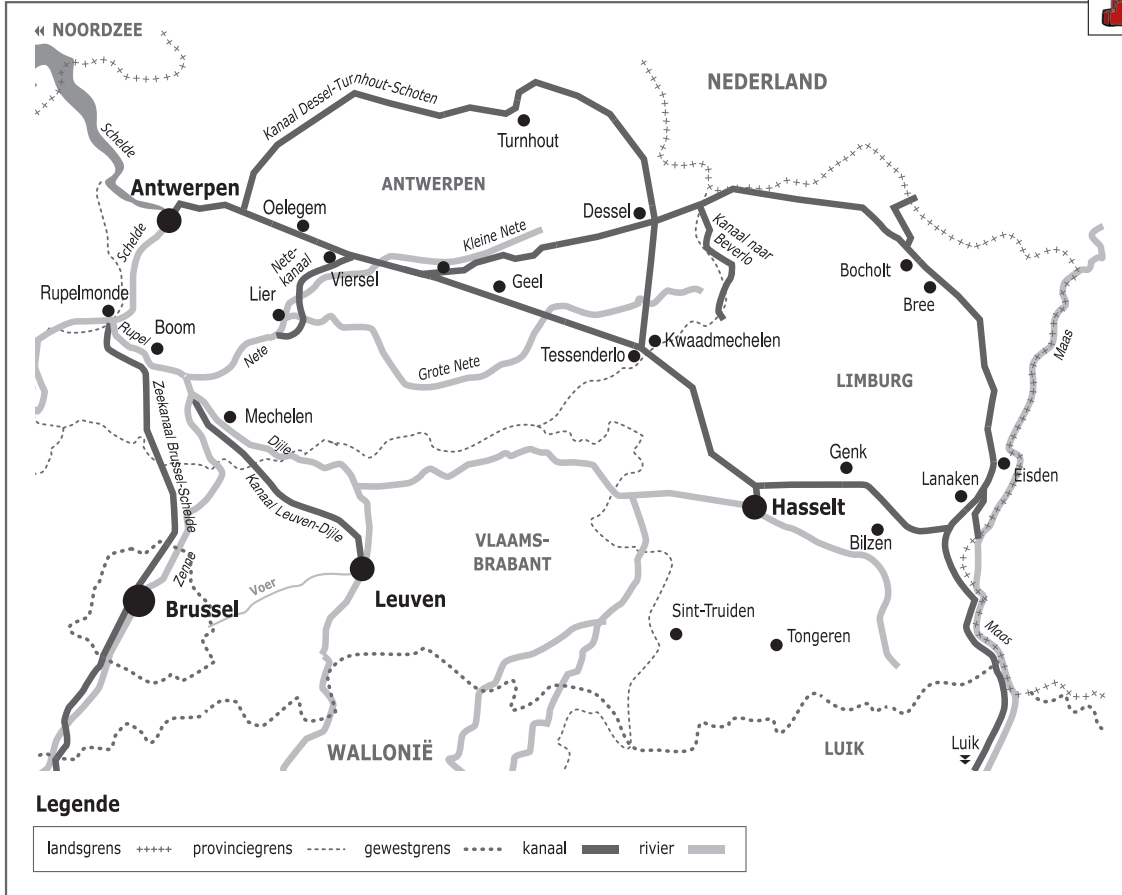 NOORDZEE
NEDERLAND
Kanaal Dessel-Turnhout-Schoten
Turnhout
Schelde
Antwerpen
ANTWERPEN
Oelegem
Dessel
Kleine Nete
Kanaal naar
Beverlo
Schelde
Nete-
kanaal
Viersel
Geel
Bocholt
Bree
Rupelmonde
Lier
Rupel
Boom
Nete
Kwaadmechelen
Tessenderlo
Grote Nete
Maas
LIMBURG
Mechelen
Zeekanaal Brussel-Schelde
Dijle
Genk
Kanaal Leuven-Dijle
Lanaken
Eisden
Hasselt
Bilzen
VLAAMS-
BRABANT
Zenne
Voer
Brussel
Leuven
Sint-Truiden
Tongeren
Maas
WALLONIË
LUIK
Luik
Legende
landsgrens
provinciegrens
gewestgrens
kanaal
rivier